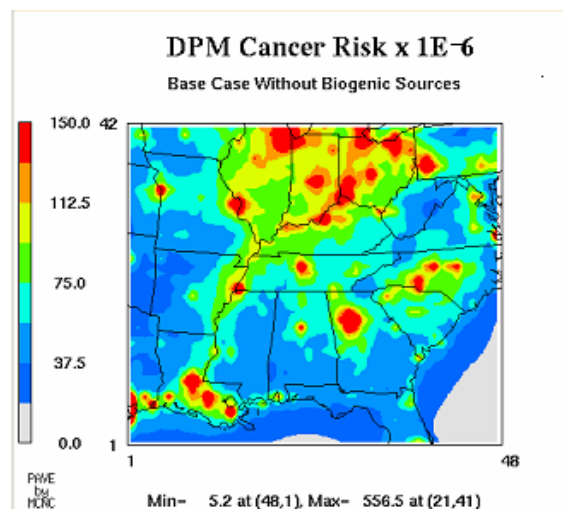 DPM Cancer Risk x 1E-6
Base Case Without Biogenic Sources
150.0
42
112.5
75.0
37.5
0.0
1
1
48
PAVE
by
MCNC
Min= 5.2 at (48,1), Max= 556.5 at (21,41)